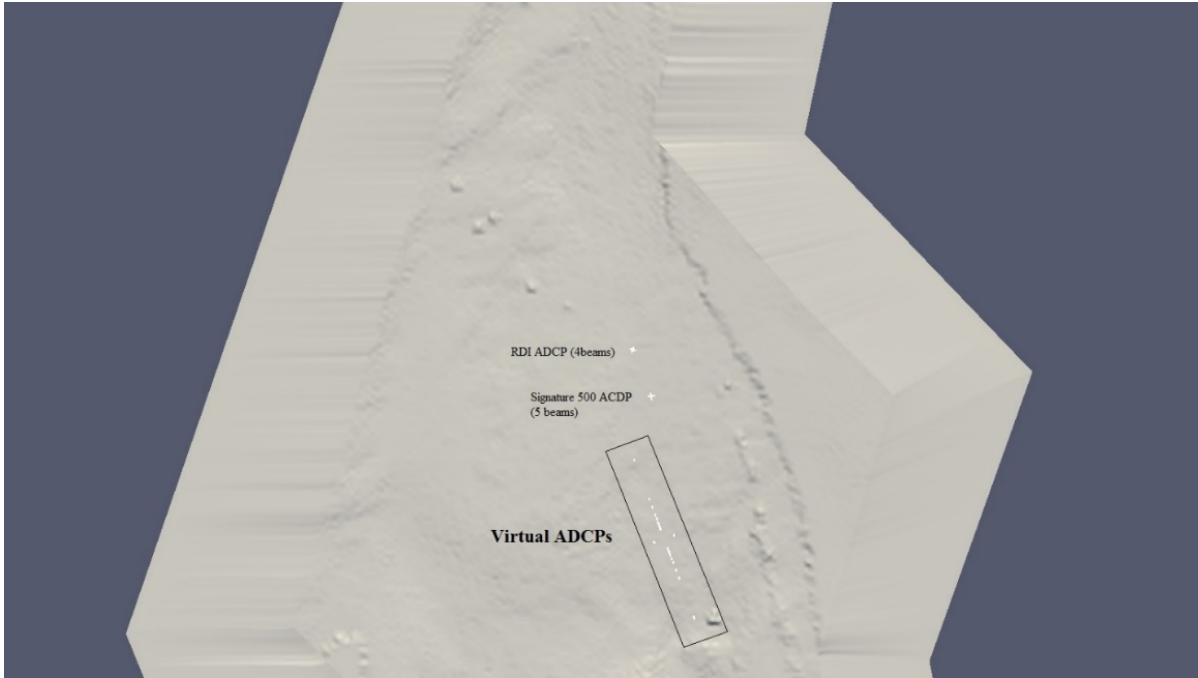 RDI ADCP (4beams)
Signature 500 ACDP
(5 beams)
Virtual ADCPs